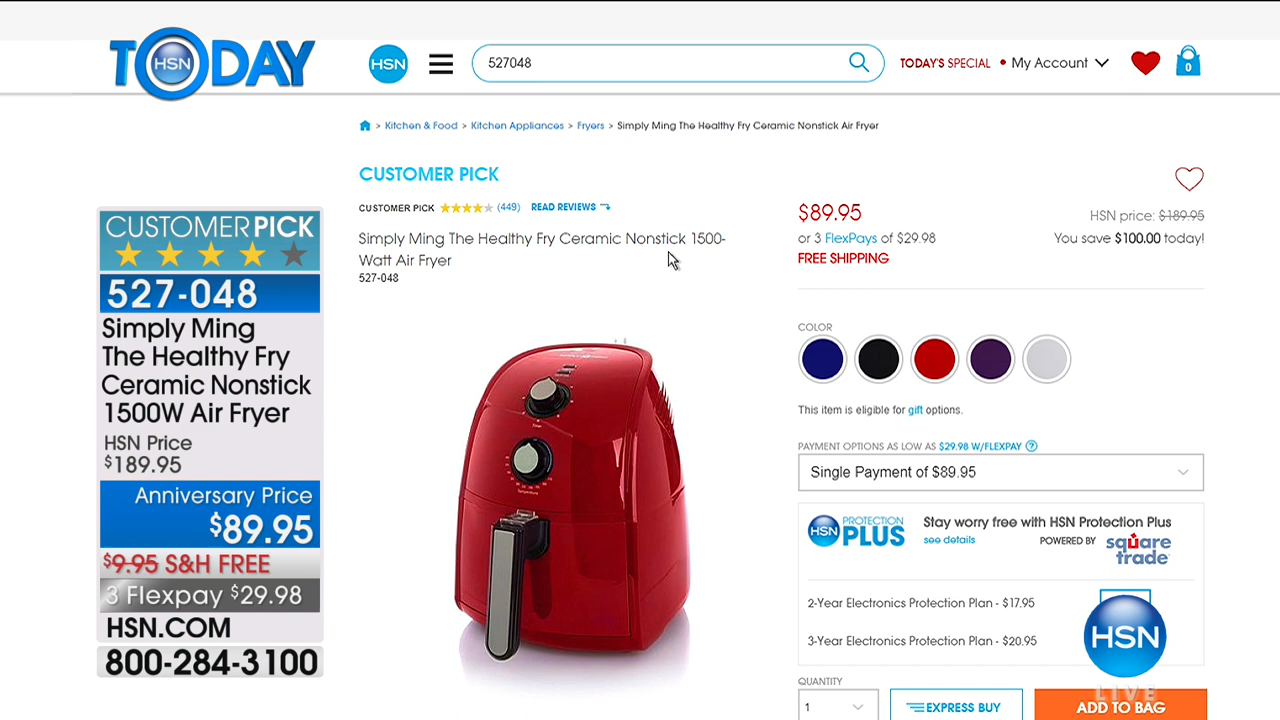 TODAY
HSN
HSN
527048
TODAY'S SPECIAL
My Account
0
> Kitchen & Food > Kitchen Appliances > Fryers > Simply Ming The Healthy Fry Ceramic Nonstick Air Fryer
CUSTOMER PICK
527-048
Simply Ming
The Healthy Fry
Ceramic Nonstick
1500W Air Fryer
HSN Price
$189.95
Anniversary Price
$89.95
$9.95 S&H FREE
3 Flexpay $29.98
HSN.COM
800-284-3100
CUSTOMER PICK
CUSTOMER PICK (449) READ REVIEWS
Simply Ming The Healthy Fry Ceramic Nonstick 1500-
Watt Air Fryer
527-048
Timer
Temperature
$89.95
HSN price: $189.95
or 3 FlexPays of $29.98
You save $100.00 today!
FREE SHIPPING
COLOR
This item is eligible for gift options.
PAYMENT OPTIONS AS LOW AS $29.98 W/FLEXPAY ?
Single Payment of $89.95
HSN PROTECTION
PLUS
Stay worry free with HSN Protection Plus
see details
POWERED BY square
trade
2-Year Electronics Protection Plan - $17.95
3-Year Electronics Protection Plan - $20.95
HSN
LIVE
QUANTITY
1
EXPRESS BUY
ADD TO BAG